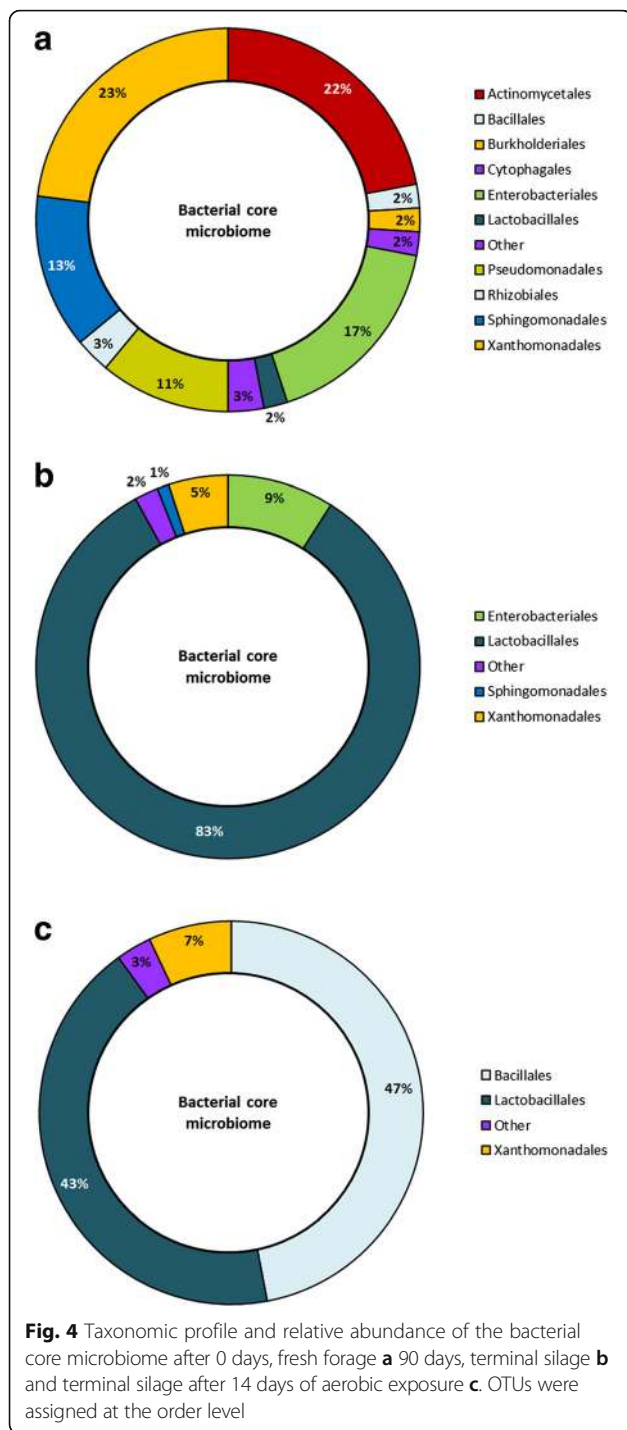 a
23%
22%
Actinomycetales
Bacillales
Burkholderiales
Cytophagales
Enterobacteriales
Lactobacillales
Other
Pseudomonadales
Rhizobiales
Sphingomonadales
Xanthomonadales
2%
2%
2%
Bacterial core
microbiome
13%
17%
3%
11%
3%
2%
b
2%
1%
5%
9%
Enterobacteriales
Lactobacillales
Other
Sphingomonadales
Xanthomonadales
Bacterial core
microbiome
83%
c
3%
7%
47%
Bacillales
Lactobacillales
Other
Xanthomonadales
Bacterial core
microbiome
43%
Fig. 4 Taxonomic profile and relative abundance of the bacterial
core microbiome after 0 days, fresh forage a 90 days, terminal silage b
and terminal silage after 14 days of aerobic exposure c. OTUs were
assigned at the order level